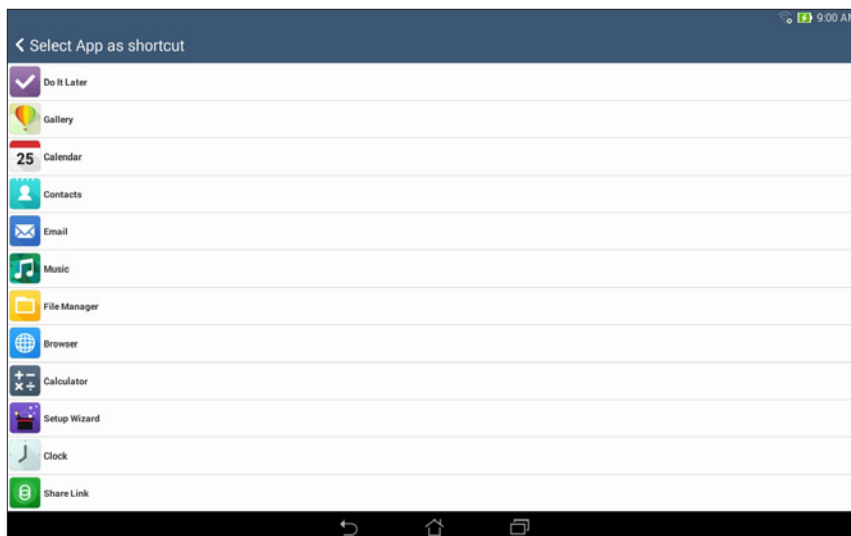 9:00 AM
Select App as shortcut
Do It Later
Gallery
25 Calendar
Contacts
Email
Music
File Manager
Browser
Calculator
Setup Wizard
Clock
Share Link